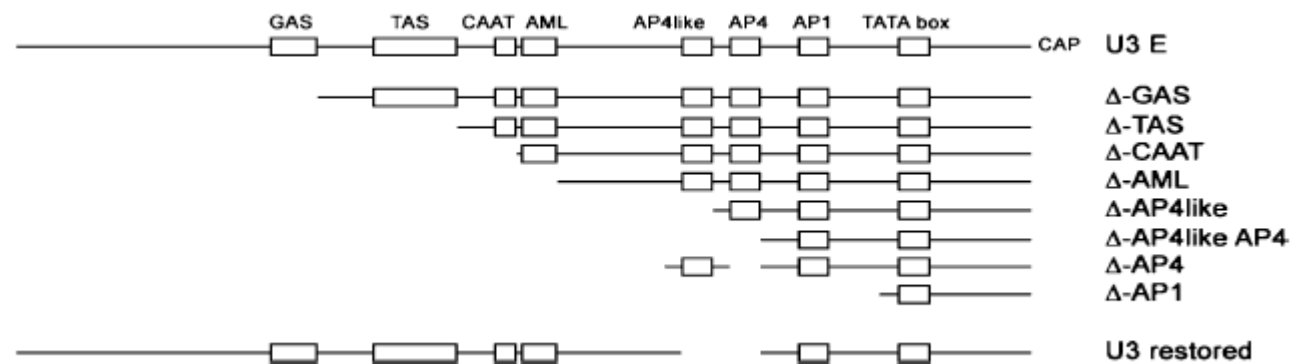 GAS TAS CAAT AML AP4like AP4 AP1 TATA box
CAP U3 E
Δ-GAS
Δ-TAS
Δ-CAAT
Δ-AML
Δ-AP4like
Δ-AP4like AP4
Δ-AP4
Δ-AP1
U3 restored